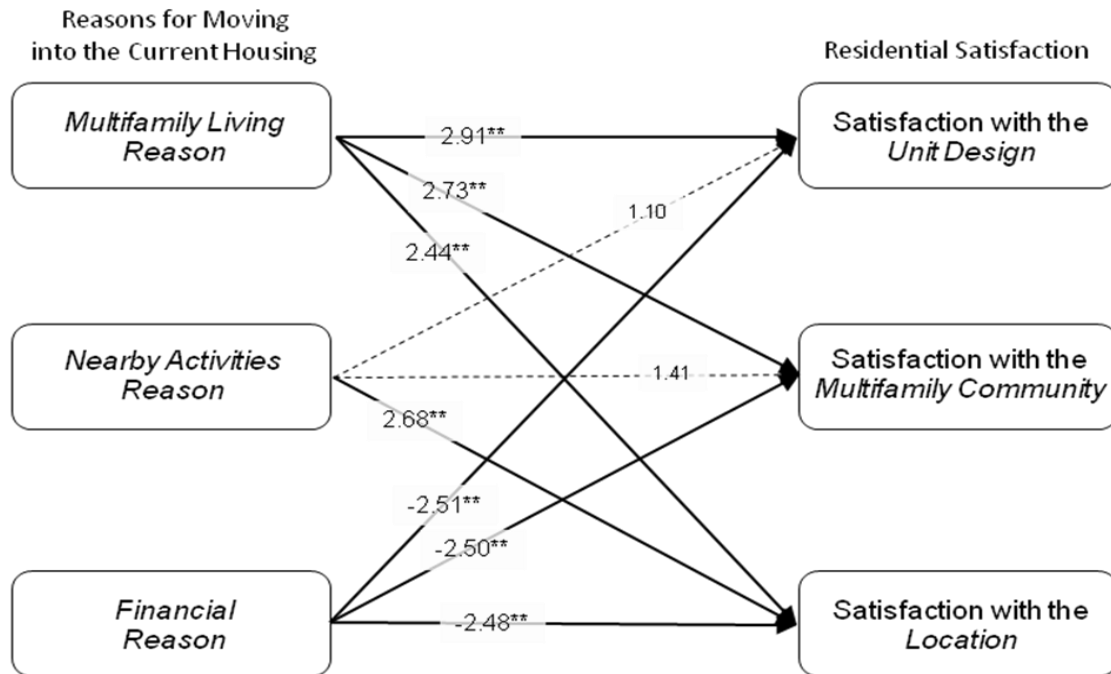 Reasons for Moving
into the Current Housing
Residential Satisfaction
Multifamily Living
Reason
Satisfaction with the
Unit Design
2.91**
2.73**
1.10
2.44**
Nearby Activities
Reason
Satisfaction with the
Multifamily Community
1.41
2.68**
-2.51**
-2.50**
Financial
Reason
Satisfaction with the
Location
-2.48**